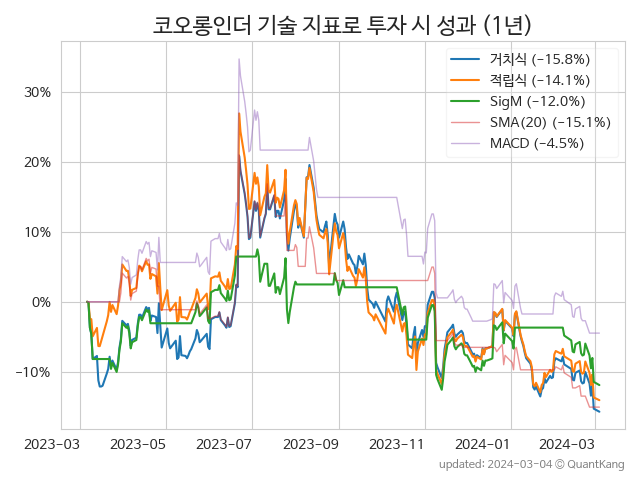 코오롱인더 기술 지표로 투자 시 성과 (1년)
거치식 (−15.8%)
적립식 (−14.1%)
SigM (−12.0%)
SMA(20) (−15.1%)
MACD (−4.5%)
30%
20%
10%
0%
−10%
2023−03 2023−05 2023−07 2023−09 2023−11 2024−01 2024−03
updated: 2024−03−04 © QuantKang